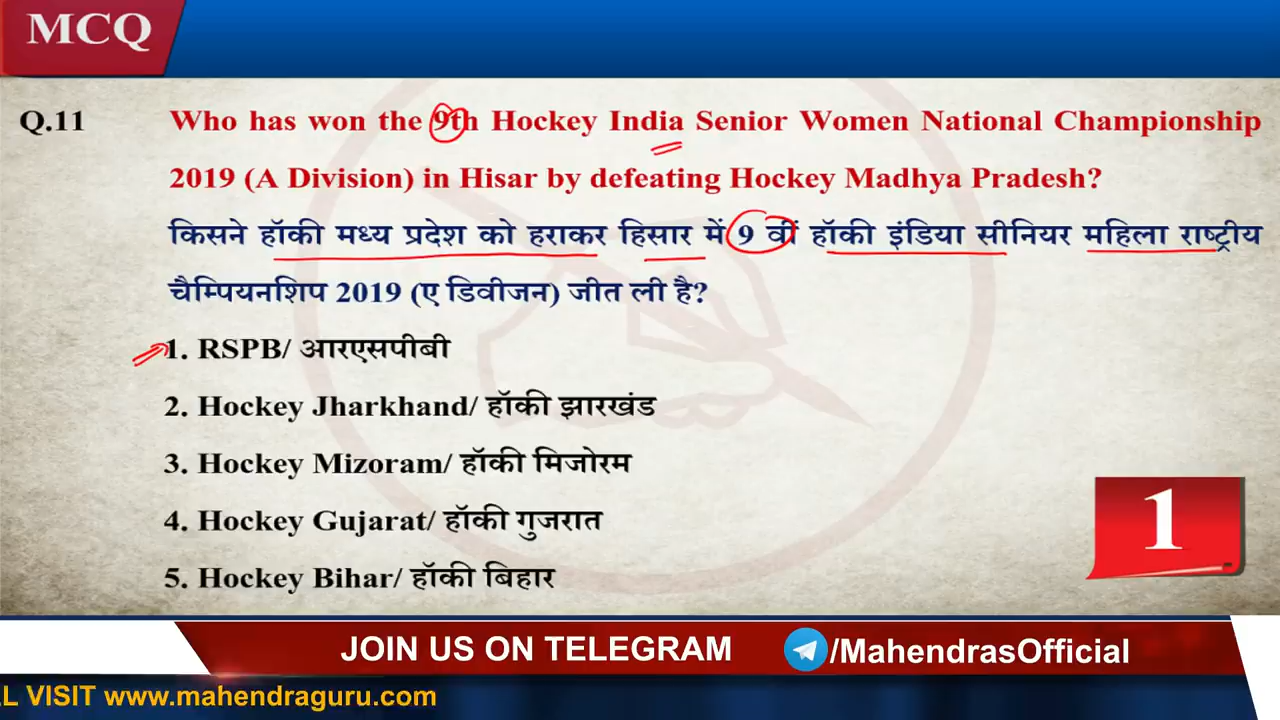 MCQ
Q.11 Who has won the 9th Hockey India Senior Women National Championship
2019 (A Division) in Hisar by defeating Hockey Madhya Pradesh?
किसने हॉकी मध्य प्रदेश को हराकर हिसार में 9 वीं हॉकी इंडिया सीनियर महिला राष्ट्रीय
चैम्पियनशिप 2019 (ए डिवीजन) जीत ली है?
1. RSPB/ आरएसपीबी
2. Hockey Jharkhand/ हॉकी झारखंड
3. Hockey Mizoram/ हॉकी मिजोरम
4. Hockey Gujarat/ हॉकी गुजरात
5. Hockey Bihar/ हॉकी बिहार
1
JOIN US ON TELEGRAM /MahendrasOfficial
L VISIT www.mahendraguru.com